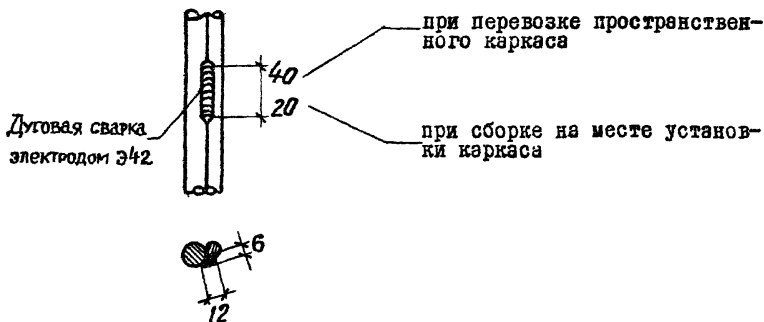 при перевозке пространствен-
ного каркаса
40
20
Дуговая сварка
электродом Э42
при сборке на месте установ-
ки каркаса
6
12